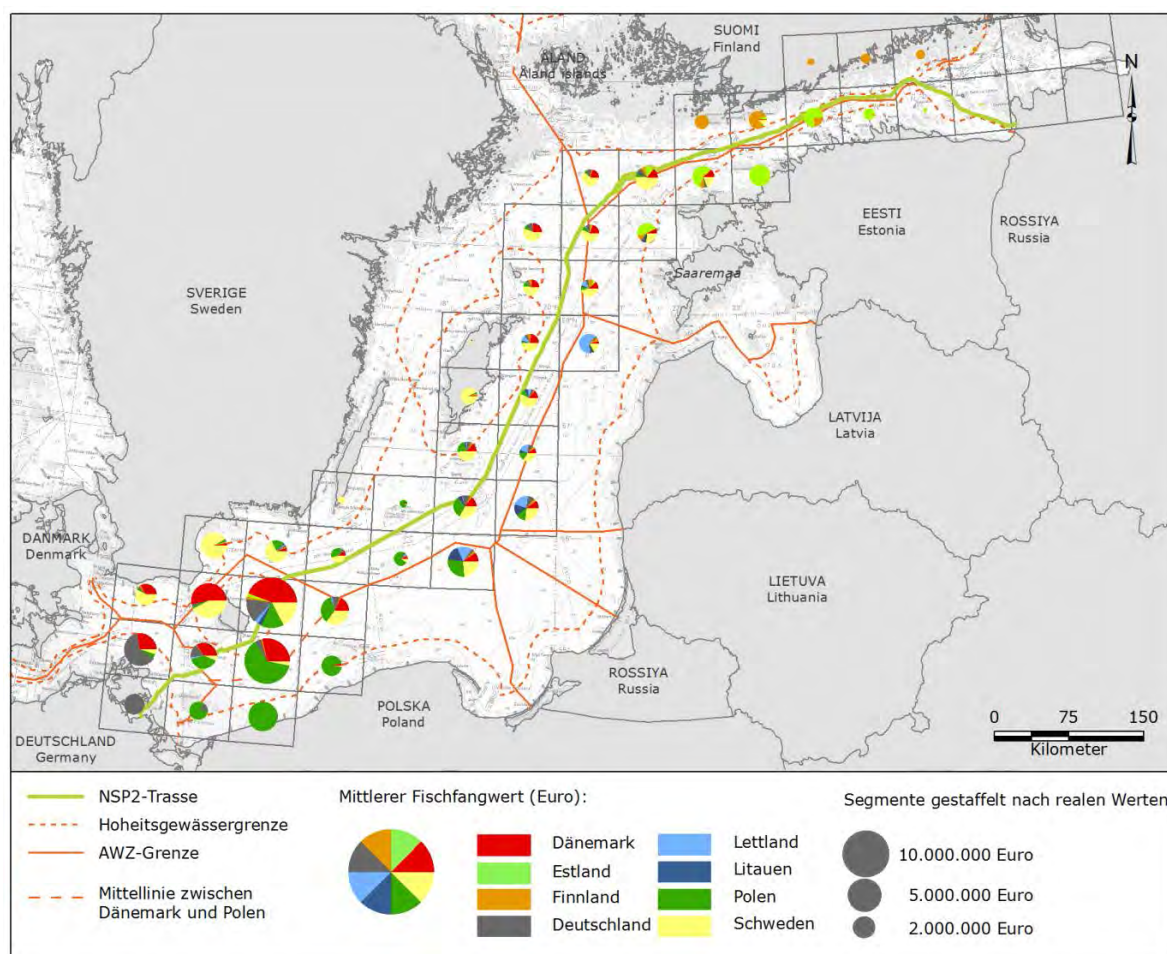 SUOMI
Finland
ÅLAND
Åland islands
N
EESTI
Estonia
ROSSIYA
Russia
Saaremaa
SVERIGE
Sweden
LATVIJA
Latvia
DANMARK
Denmark
LIETUVA
Lithuania
ROSSIYA
Russia
POLSKA
Poland
DEUTSCHLAND
Germany
0 75 150
Kilometer
NSP2-Trasse
Hoheitsgewässergrenze
AWZ-Grenze
Mittellinie zwischen
Dänemark und Polen
Mittlerer Fischfangwert (Euro):
Dänemark
Estland
Finnland
Deutschland
Lettland
Litauen
Polen
Schweden
Segmente gestaffelt nach realen Werten
10.000.000 Euro
5.000.000 Euro
2.000.000 Euro